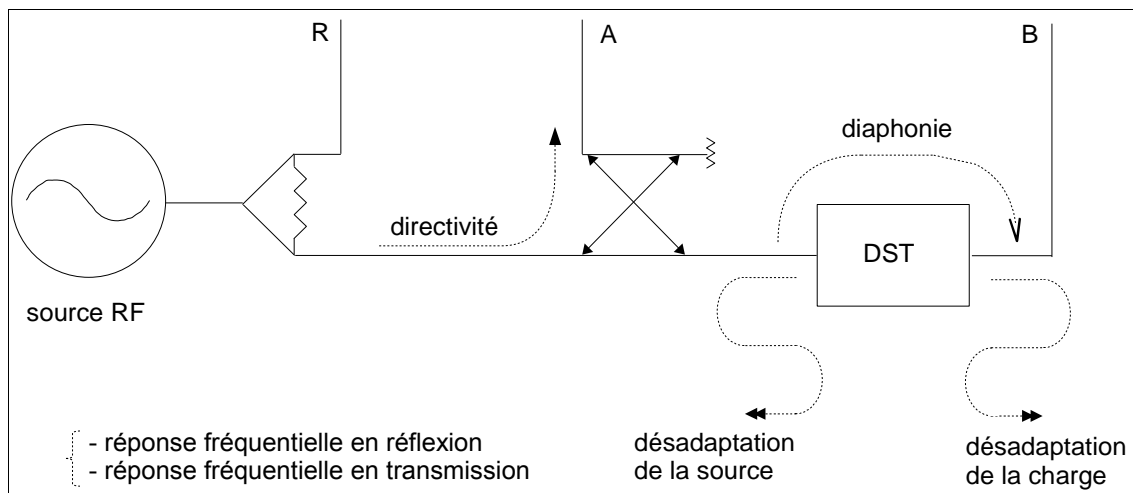 R
A
B
diaphonie
directivité
DST
source RF
- réponse fréquentielle en réflexion
- réponse fréquentielle en transmission
désadaptation
de la source
désadaptation
de la charge